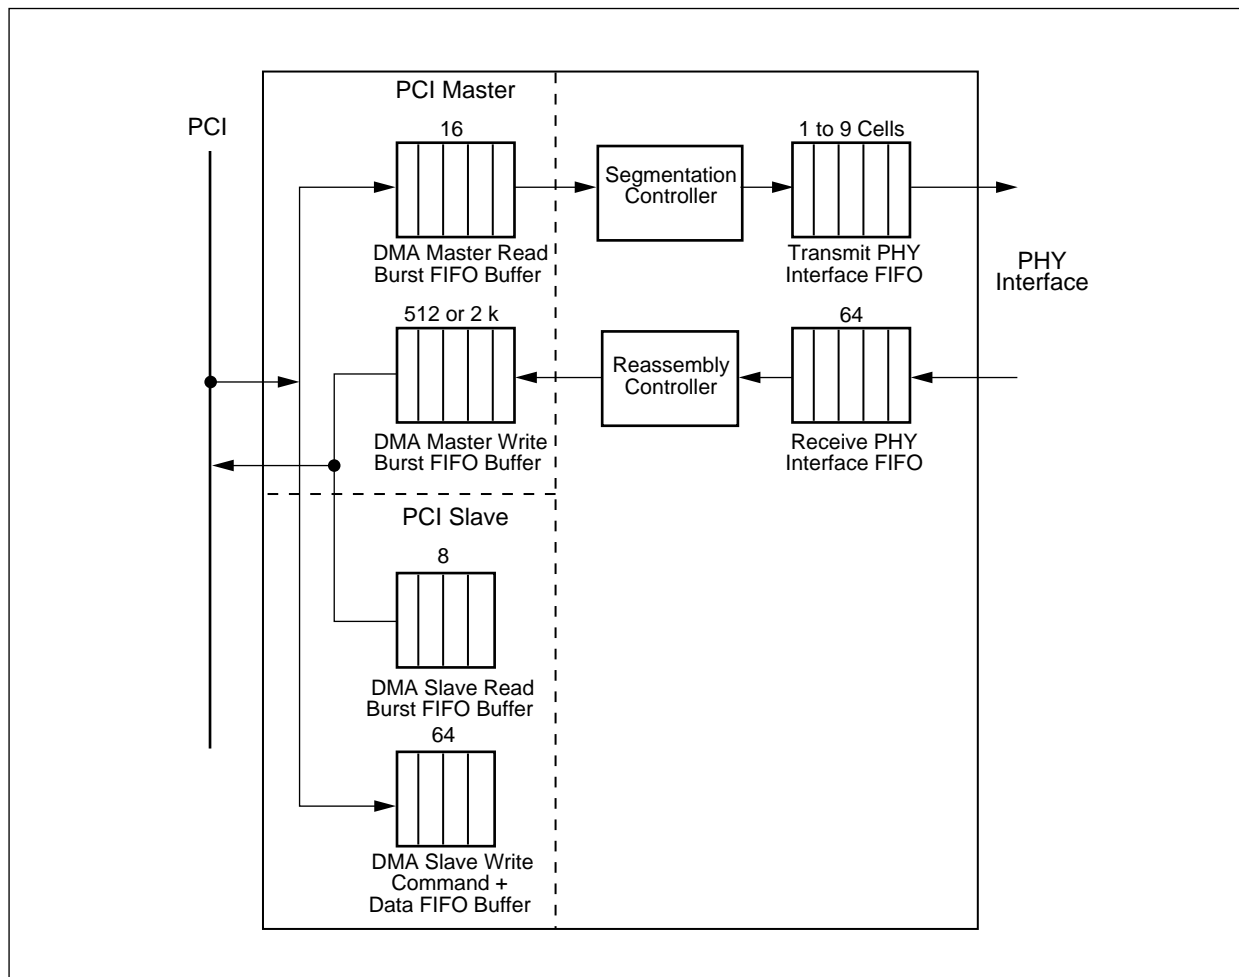 PCI Master
PCI
16
1 to 9 Cells
Segmentation
Controller
DMA Master Read
Burst FIFO Buffer
Transmit PHY
Interface FIFO
PHY
Interface
512 or 2 k
64
Reassembly
Controller
DMA Master Write
Burst FIFO Buffer
Receive PHY
Interface FIFO
PCI Slave
8
DMA Slave Read
Burst FIFO Buffer
64
DMA Slave Write
Command +
Data FIFO Buffer